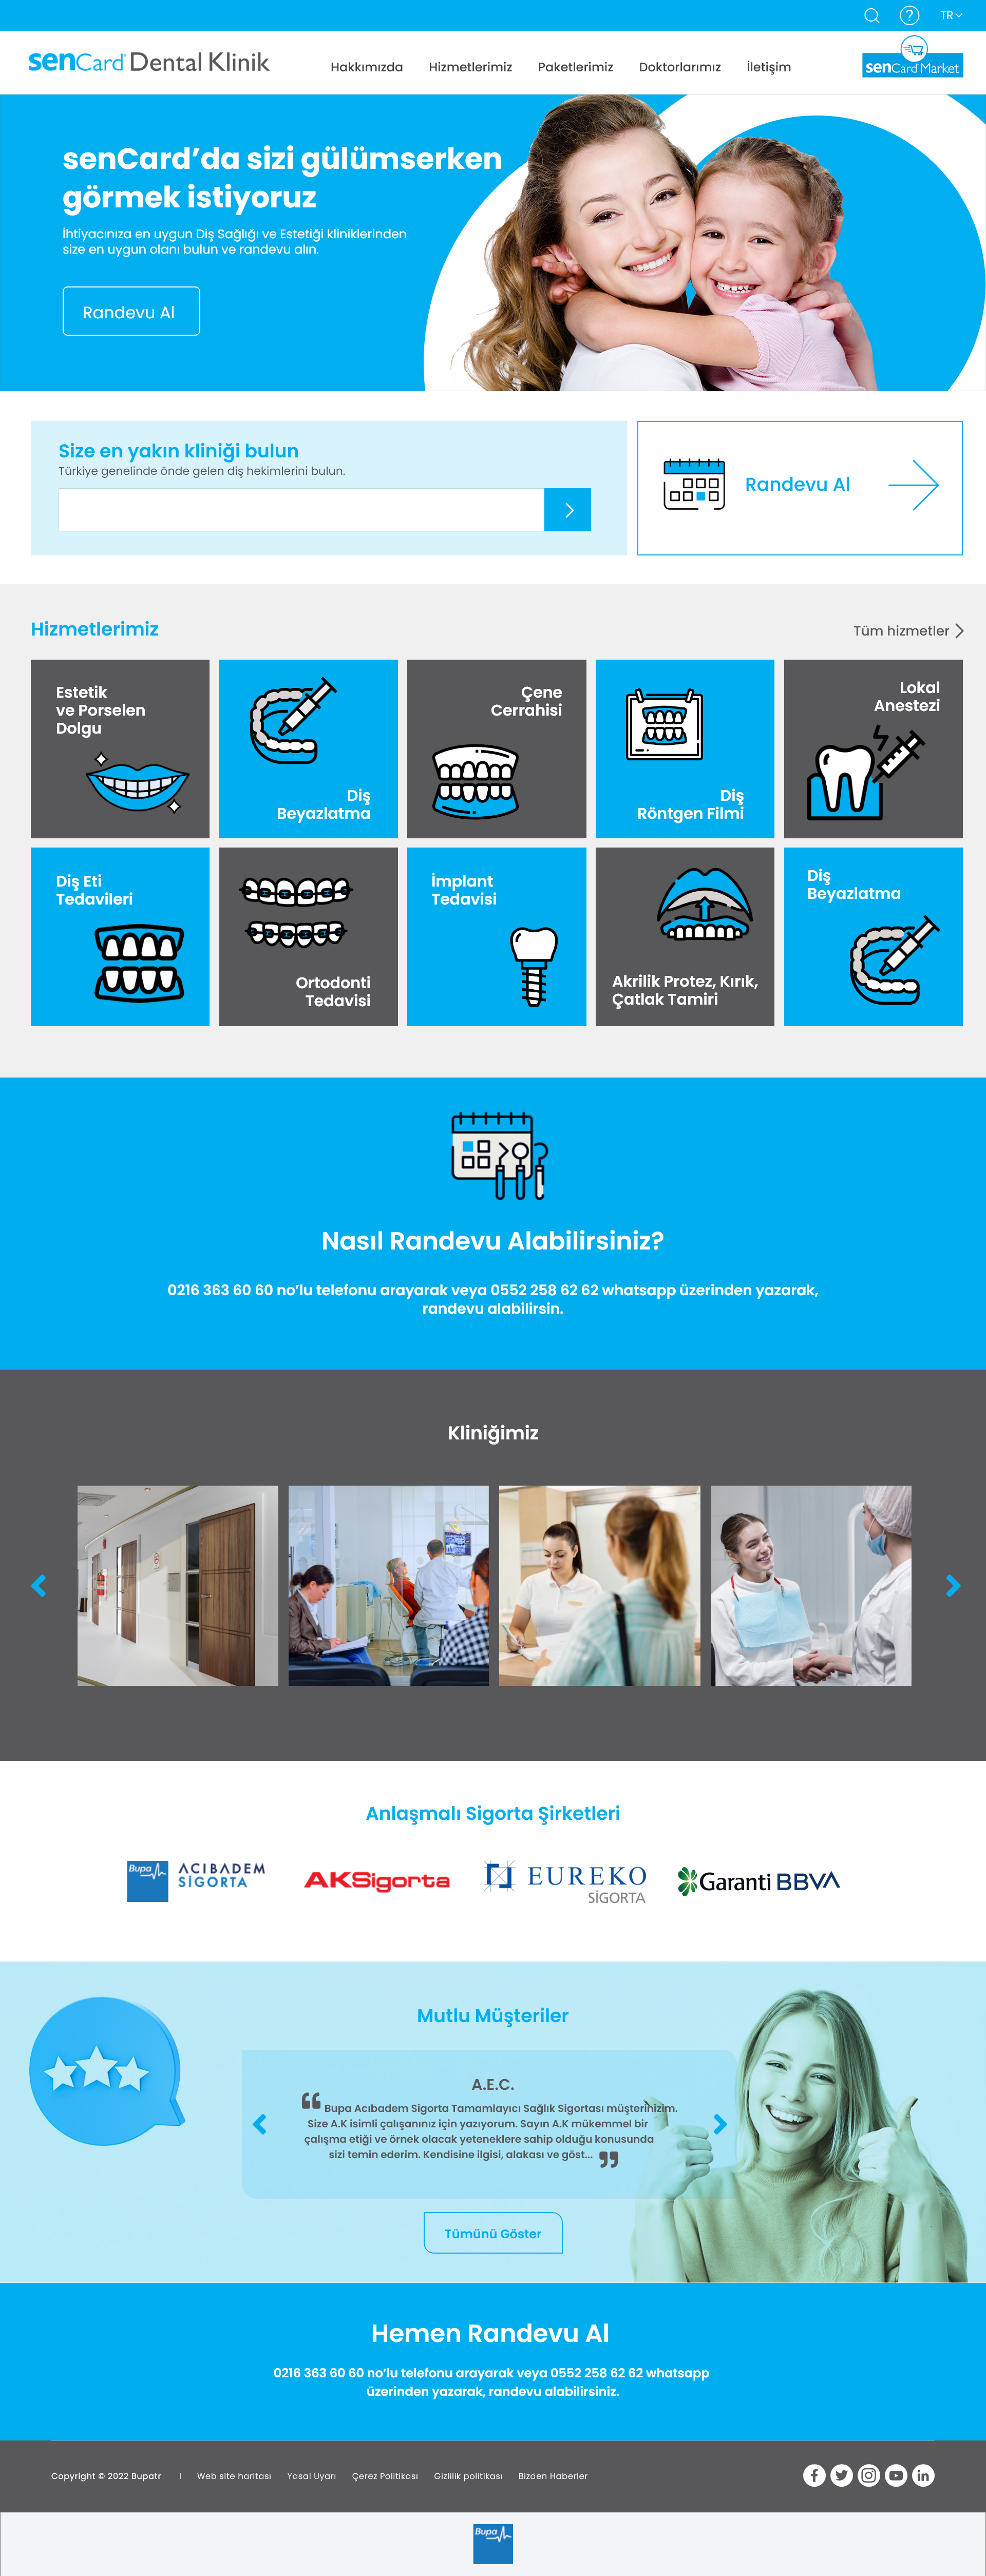 TR
senCard Dental Klinik
Hakkımızda
Hizmetlerimiz
Paketlerimiz
Doktorlarımız
İletişim
senCard Market
senCard’da sizi gülümserken
görmek istiyoruz
İhtiyacınıza en uygun Diş Sağlığı ve Estetiği kliniklerinden
size en uygun olanı bulun ve randevu alın.
Randevu Al
Size en yakın kliniği bulun
Türkiye genelinde önde gelen diş hekimlerini bulun.
Randevu Al
Hizmetlerimiz
Tüm hizmetler
Estetik
ve Porselen
Dolgu
Diş
Beyazlatma
Çene
Cerrahisi
Diş
Röntgen Filmi
Lokal
Anestezi
Diş Eti
Tedavileri
Ortodonti
Tedavisi
İmplant
Tedavisi
Akrilik Protez, Kırık,
Çatlak Tamiri
Diş
Beyazlatma
Nasıl Randevu Alabilirsiniz?
0216 363 60 60 no’lu telefonu arayarak veya 0552 258 62 62 whatsapp üzerinden yazarak,
randevu alabilirsin.
Kliniğimiz
Anlaşmalı Sigorta Şirketleri
Bupa
ACIBADEM
SİGORTA
AKSigorta
EUREKO
SİGORTA
Garanti BBVA
Mutlu Müşteriler
A.E.C.
“ Bupa Acıbadem Sigorta Tamamlayıcı Sağlık Sigortası müşterinizim.
Size A.K isimli çalışanınız için yazıyorum. Sayın A.K mükemmel bir
çalışma etiği ve örnek olacak yeteneklere sahip olduğu konusunda
sizi temin ederim. Kendisine ilgisi, alakası ve göst... ”
Tümünü Göster
Hemen Randevu Al
0216 363 60 60 no’lu telefonu arayarak veya 0552 258 62 62 whatsapp
üzerinden yazarak, randevu alabilirsiniz.
Copyright © 2022 Bupatr | Web site haritası Yasal Uyarı Çerez Politikası Gizlilik politikası Bizden Haberler
Bupa